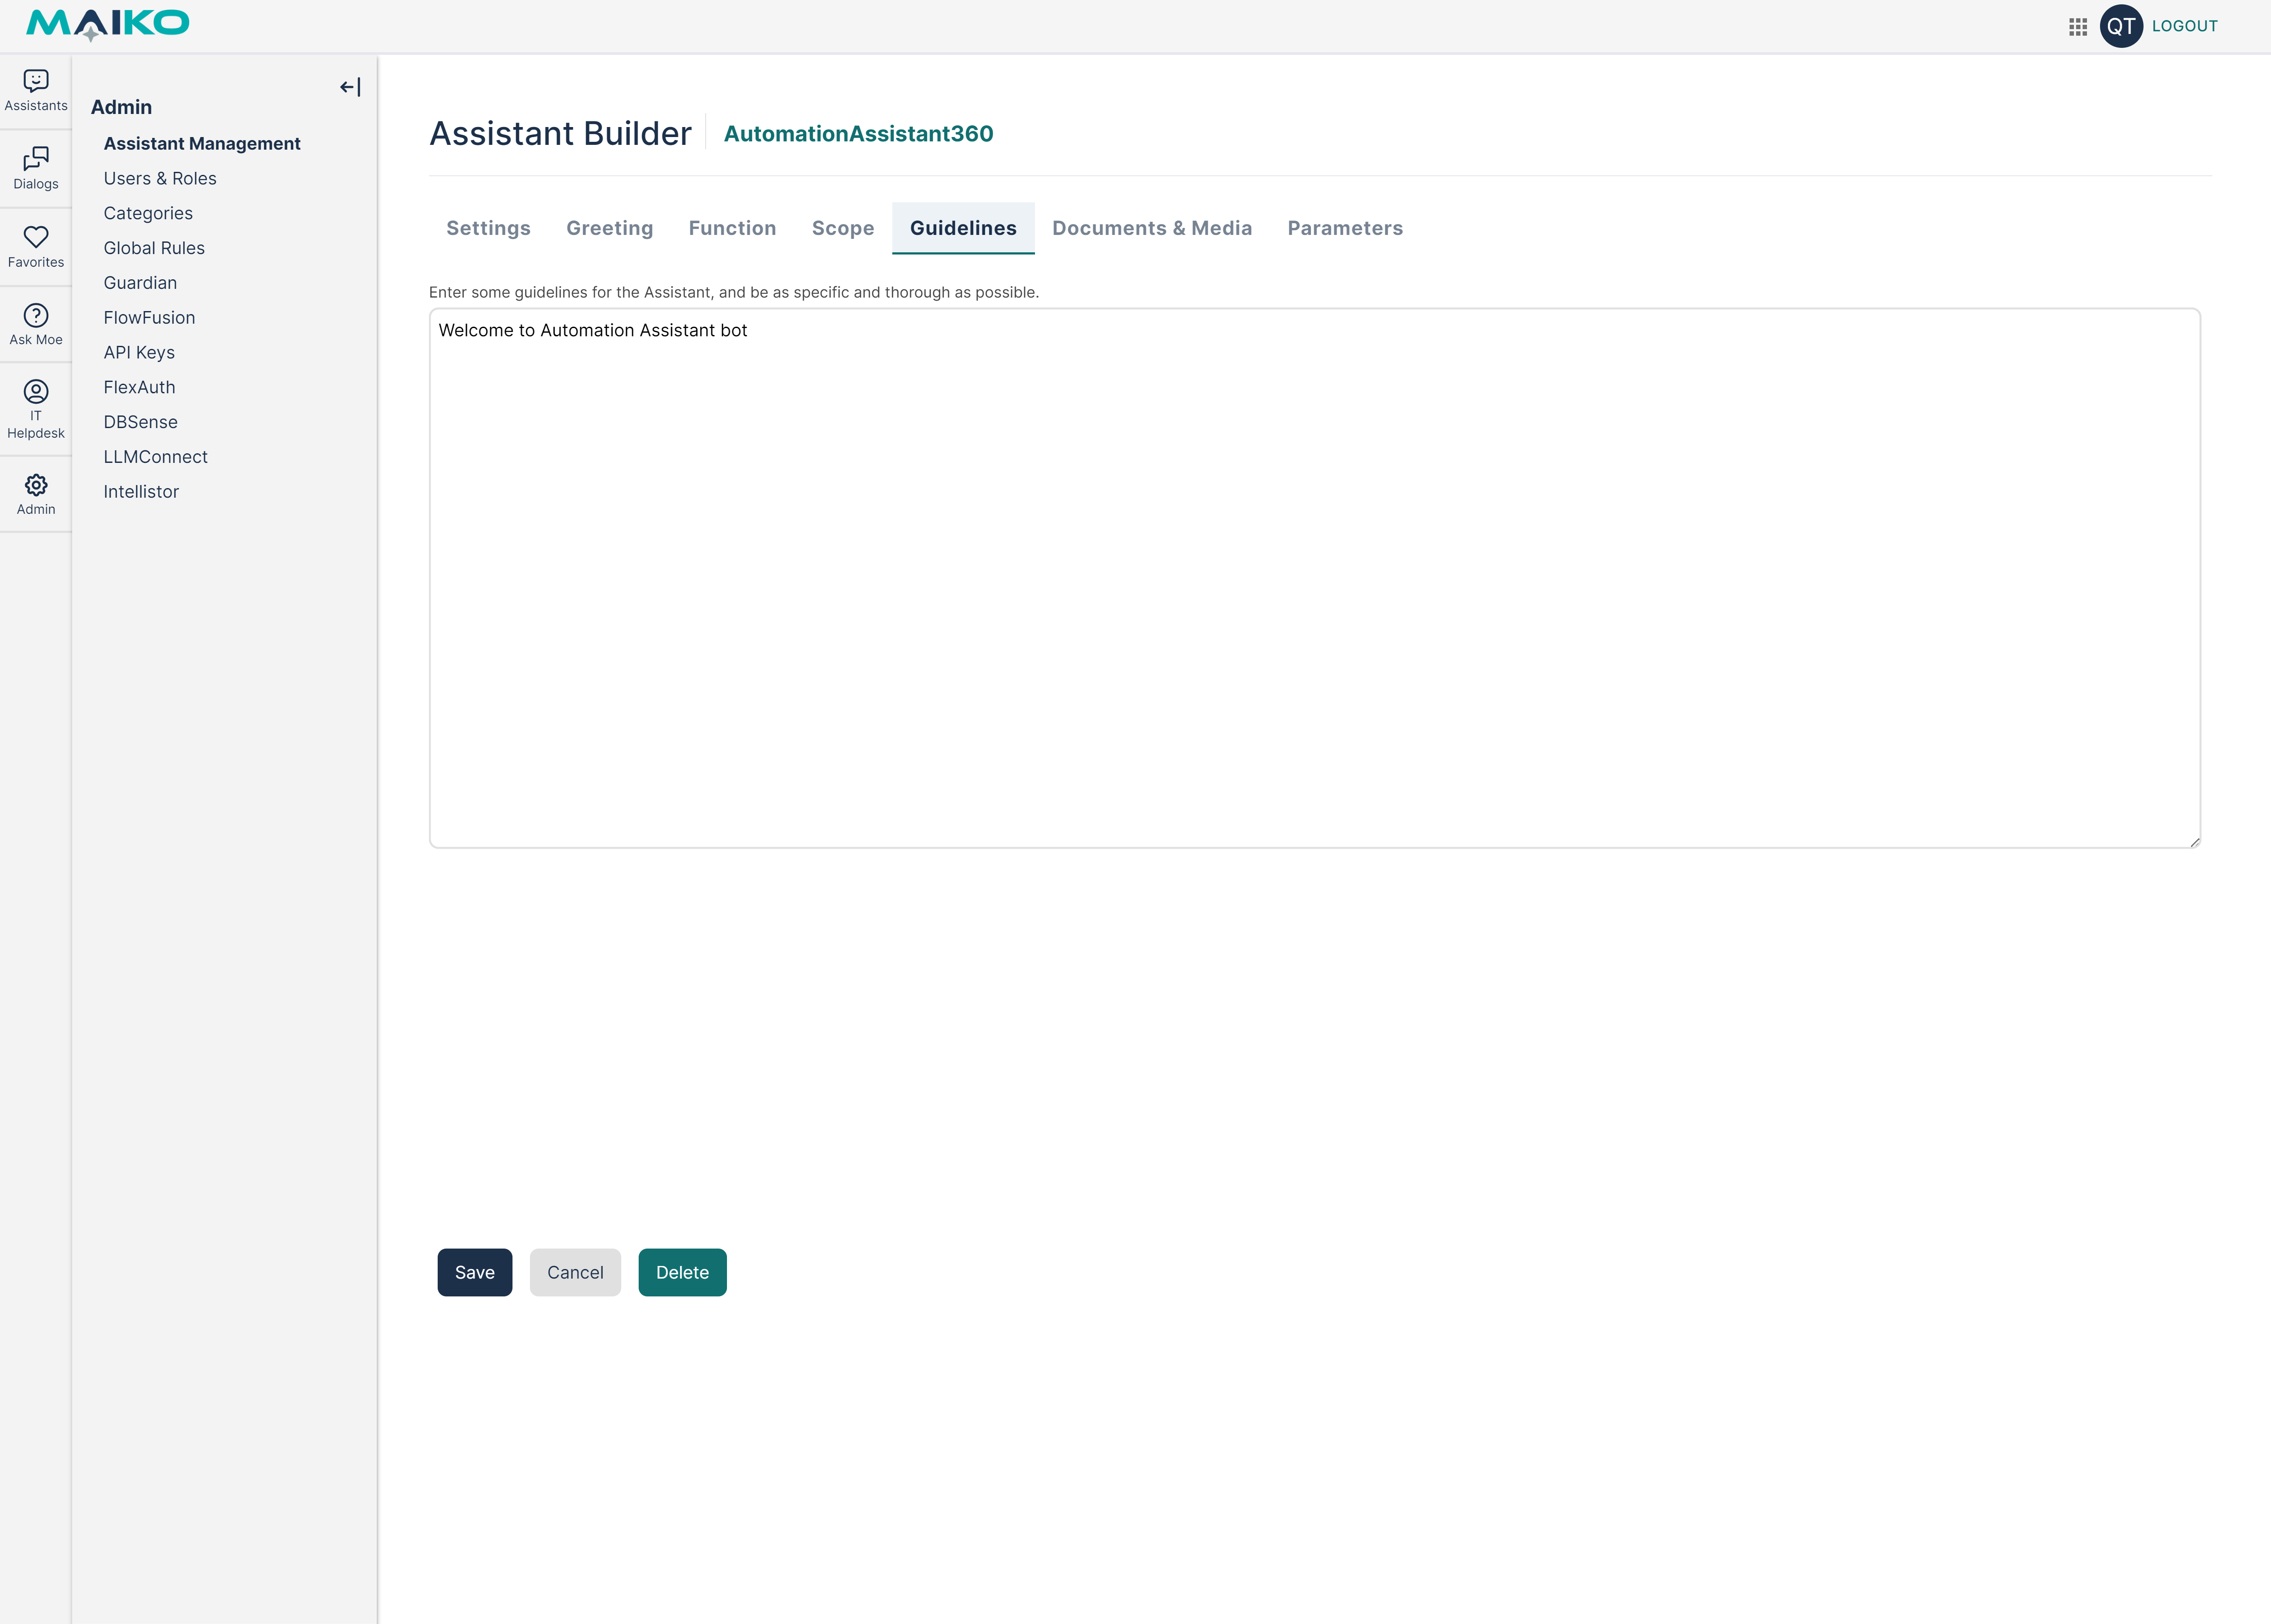 MAIKO
QT
LOGOUT
Assistants
Dialogs
Favorites
Ask Moe
IT
Helpdesk
Admin
Admin
Assistant Management
Users & Roles
Categories
Global Rules
Guardian
FlowFusion
API Keys
FlexAuth
DBSense
LLMConnect
Intellistor
Assistant Builder
AutomationAssistant360
Settings
Greeting
Function
Scope
Guidelines
Documents & Media
Parameters
Enter some guidelines for the Assistant, and be as specific and thorough as possible.
Welcome to Automation Assistant bot
Save
Cancel
Delete